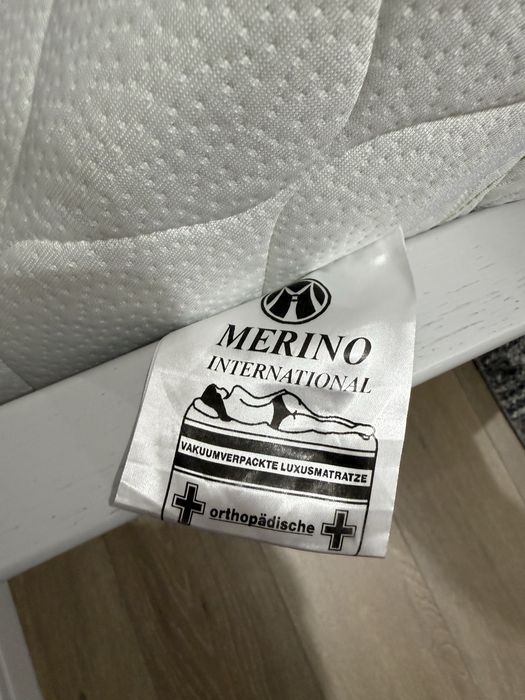 MERINO
INTERNATIONAL
VAKUUMVERPACKTE LUXUSMATRATZE
orthopädische